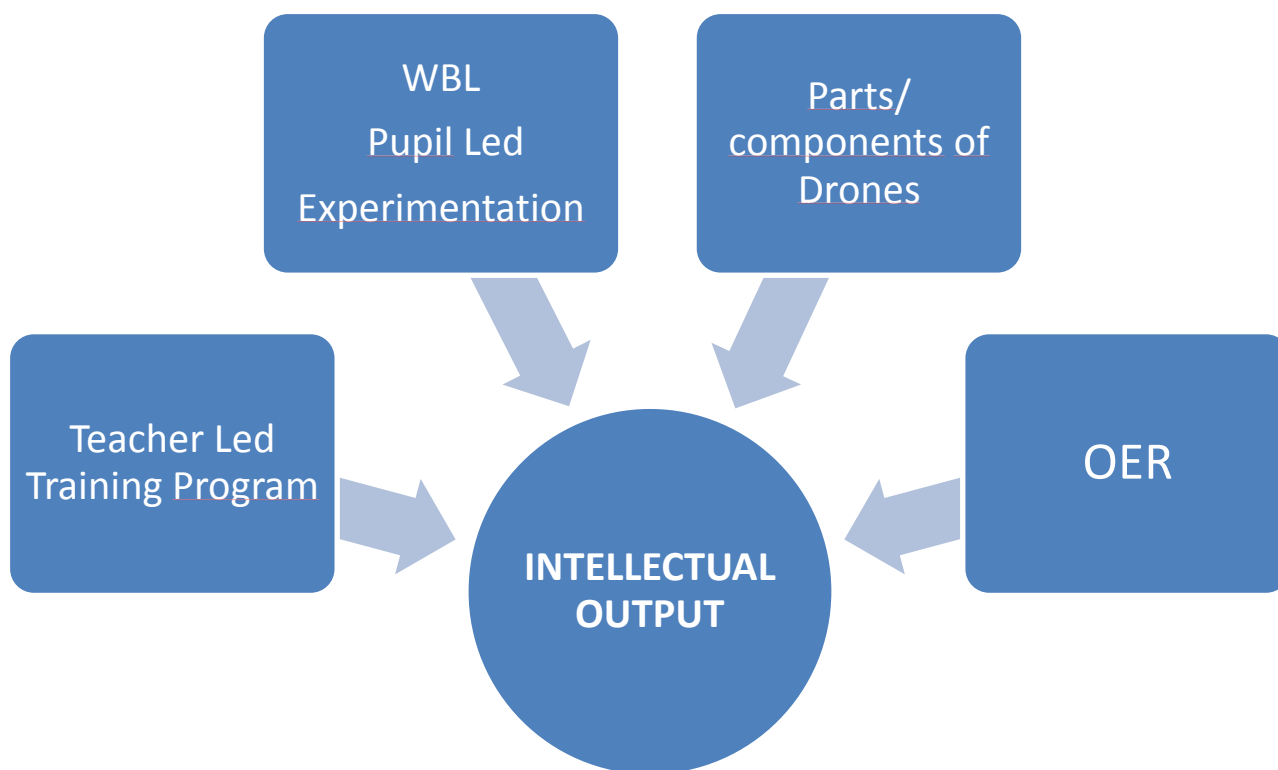 WBL
Pupil Led
Experimentation
Parts/
components of
Drones
Teacher Led
Training Program
OER
INTELLECTUAL
OUTPUT